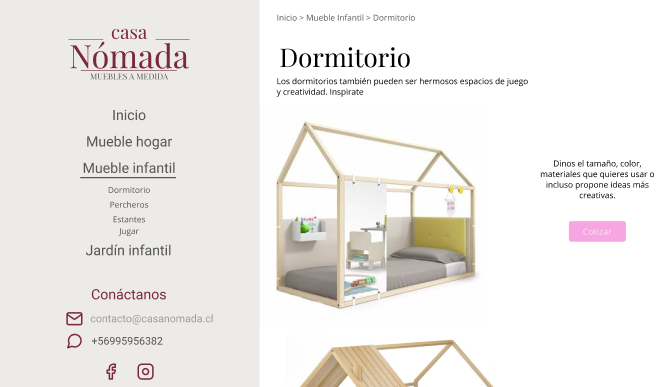 casa
Nómada
MUEBLES A MEDIDA
Inicio
Mueble hogar
Mueble infantil
Dormitorio
Percheros
Estantes
Jugar
Jardín infantil
Conáctanos
contacto@casanomada.cl
+56995956382
Inicio > Mueble Infantil > Dormitorio
Dormitorio
Los dormitorios también pueden ser hermosos espacios de juego
y creatividad. Inspirate
Dinos el tamaño, color,
materiales que quieres usar o
incluso propone ideas más
creativas.
Cotizar